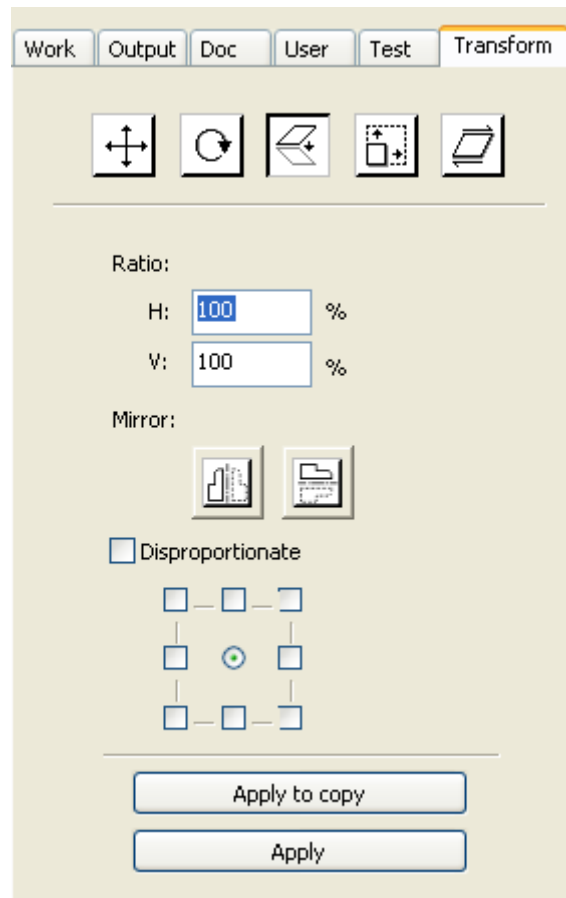 Work Output Doc User Test Transform
Ratio:
H: 100 %
V: 100 %
Mirror:
Disproportionate
Apply to copy
Apply